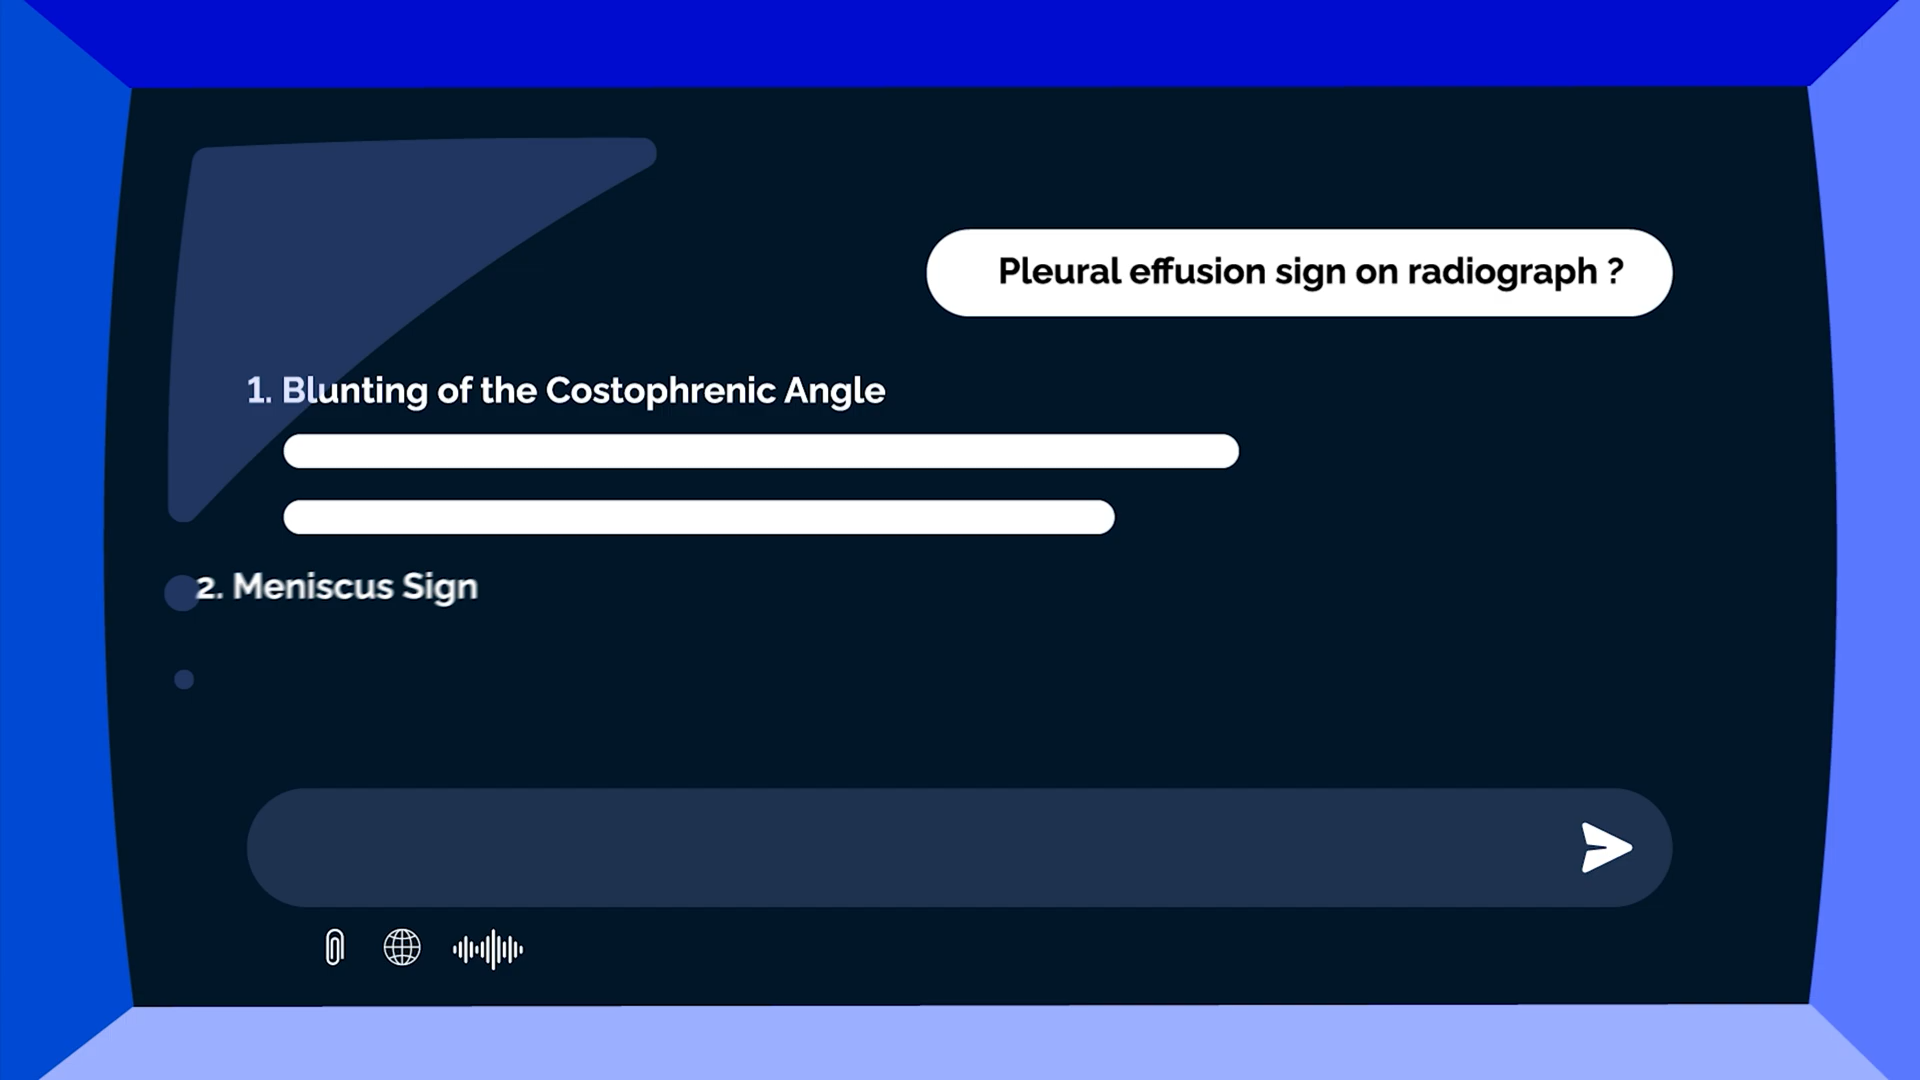 Pleural effusion sign on radiograph ?
1. Blunting of the Costophrenic Angle
2. Meniscus Sign